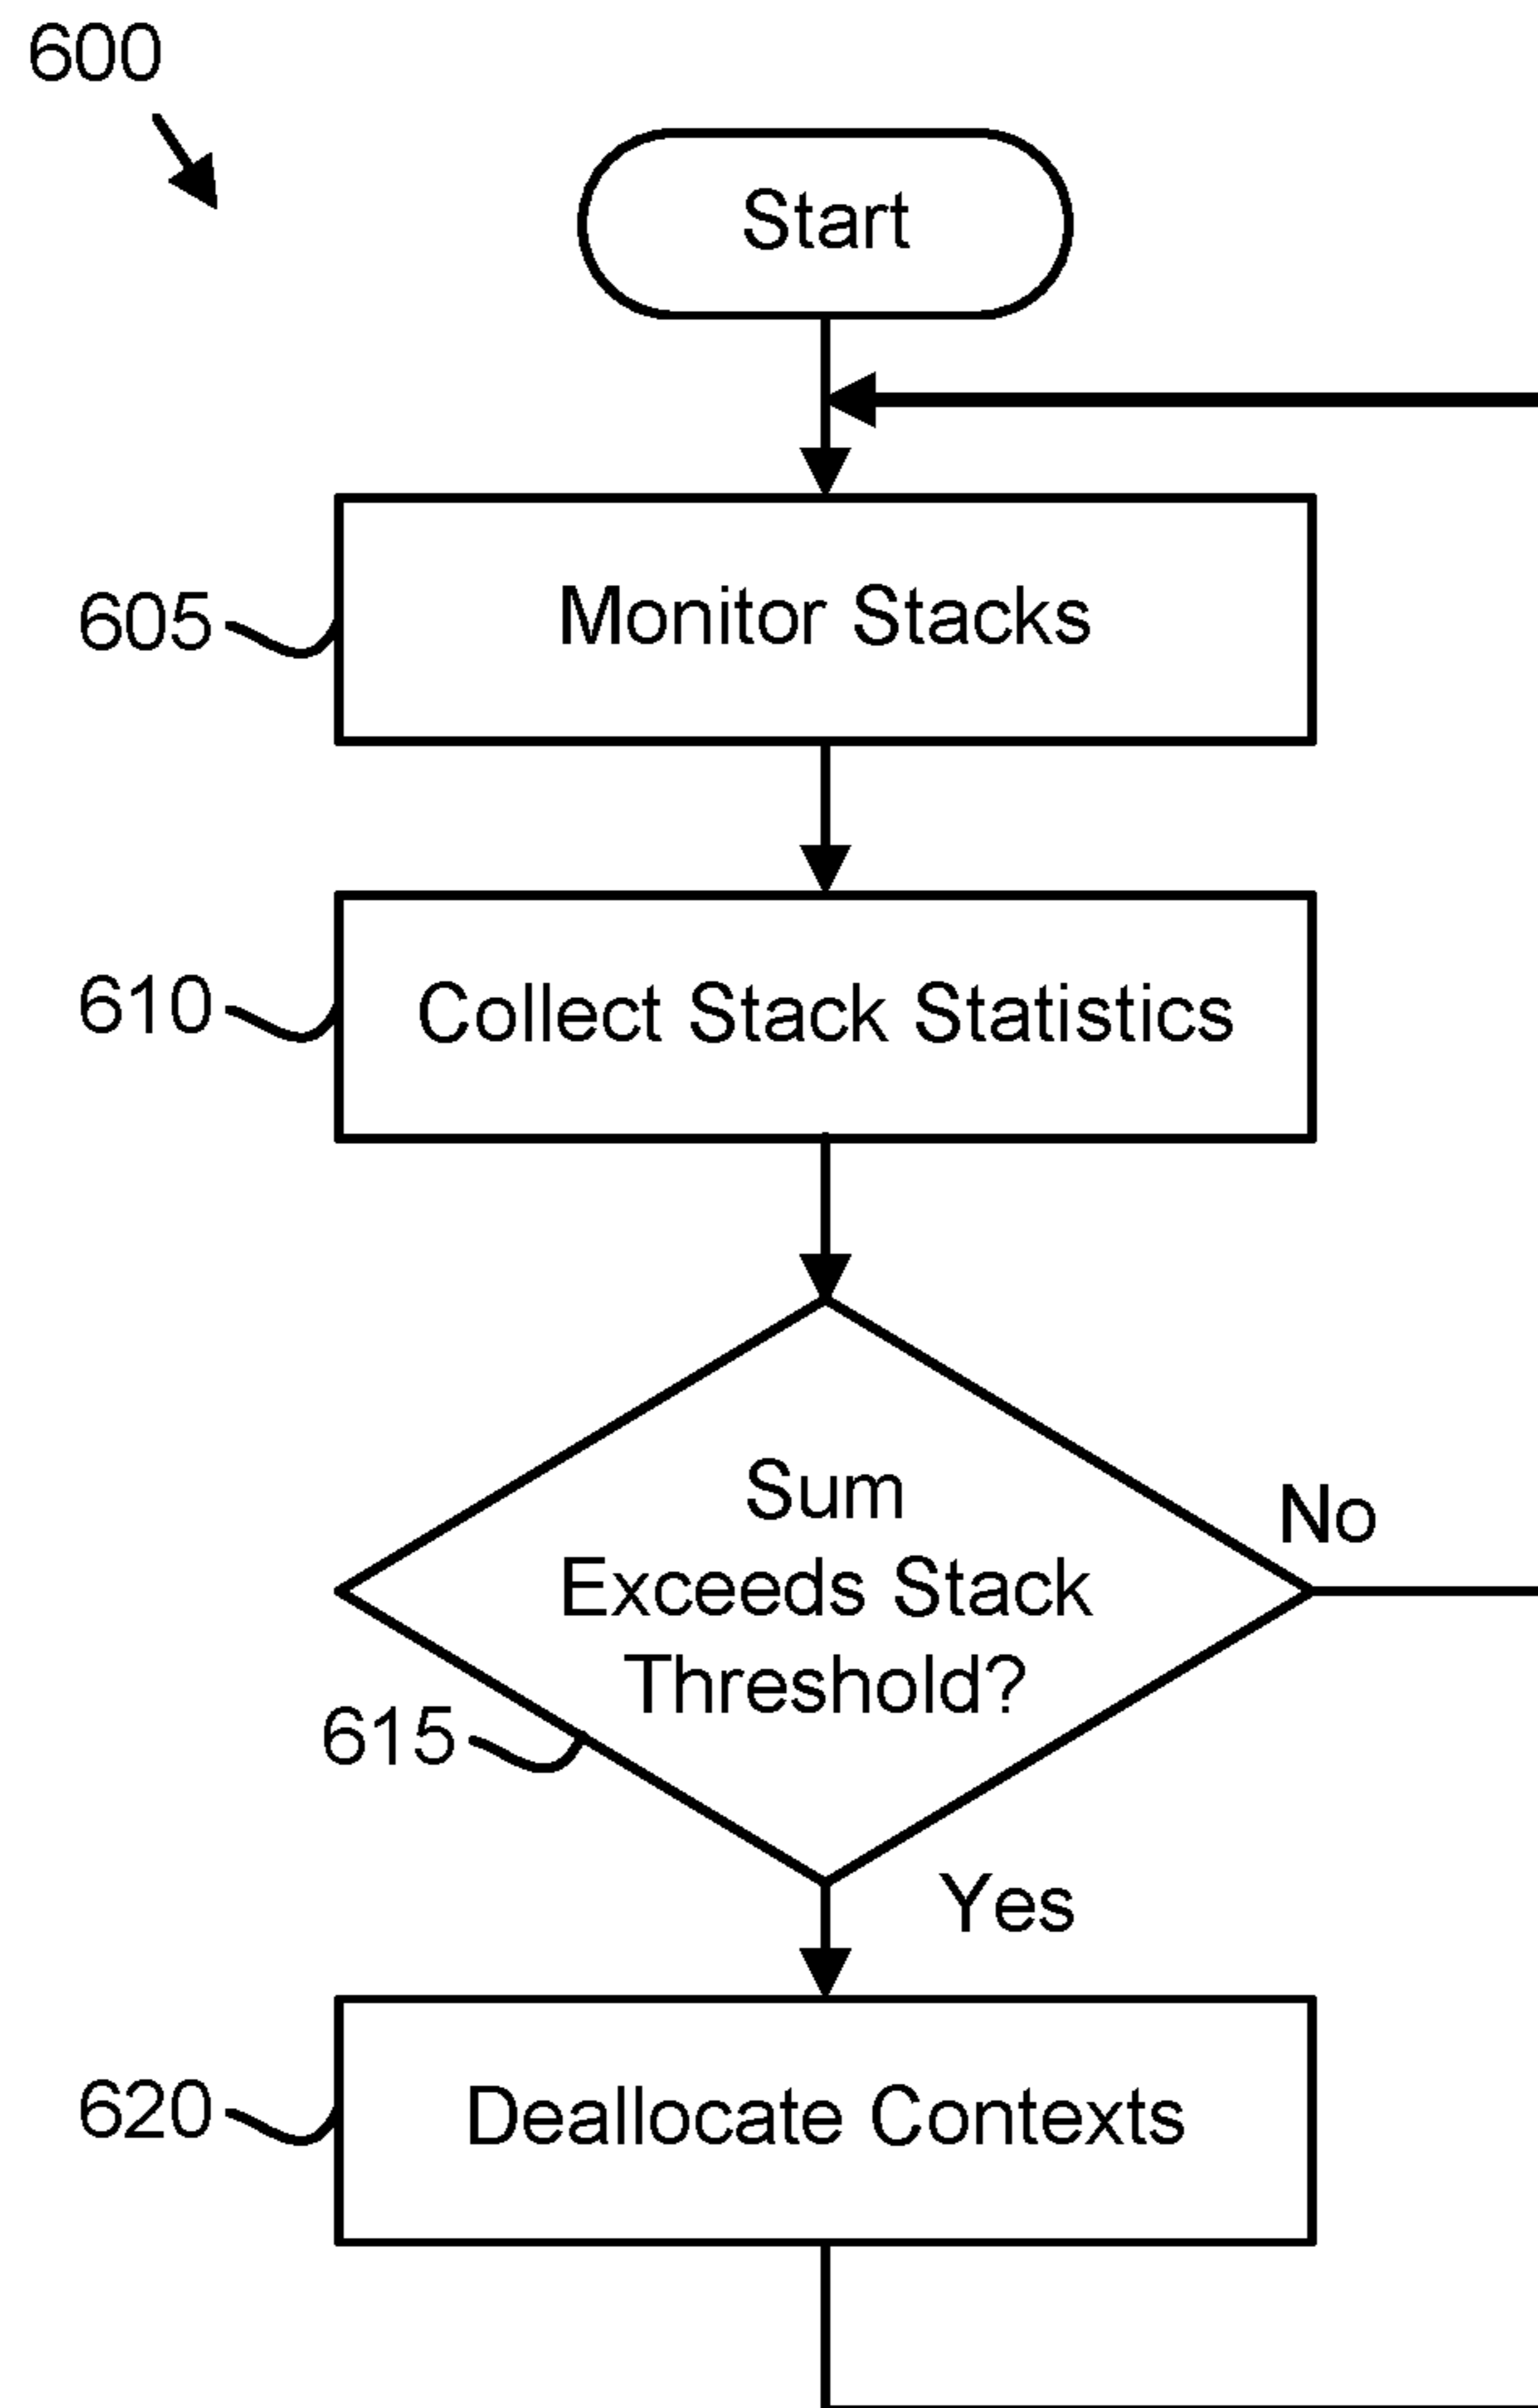 600
Start
605
Monitor Stacks
610
Collect Stack Statistics
Sum
Exceeds Stack
Threshold?
No
615
Yes
620
Deallocate Contexts